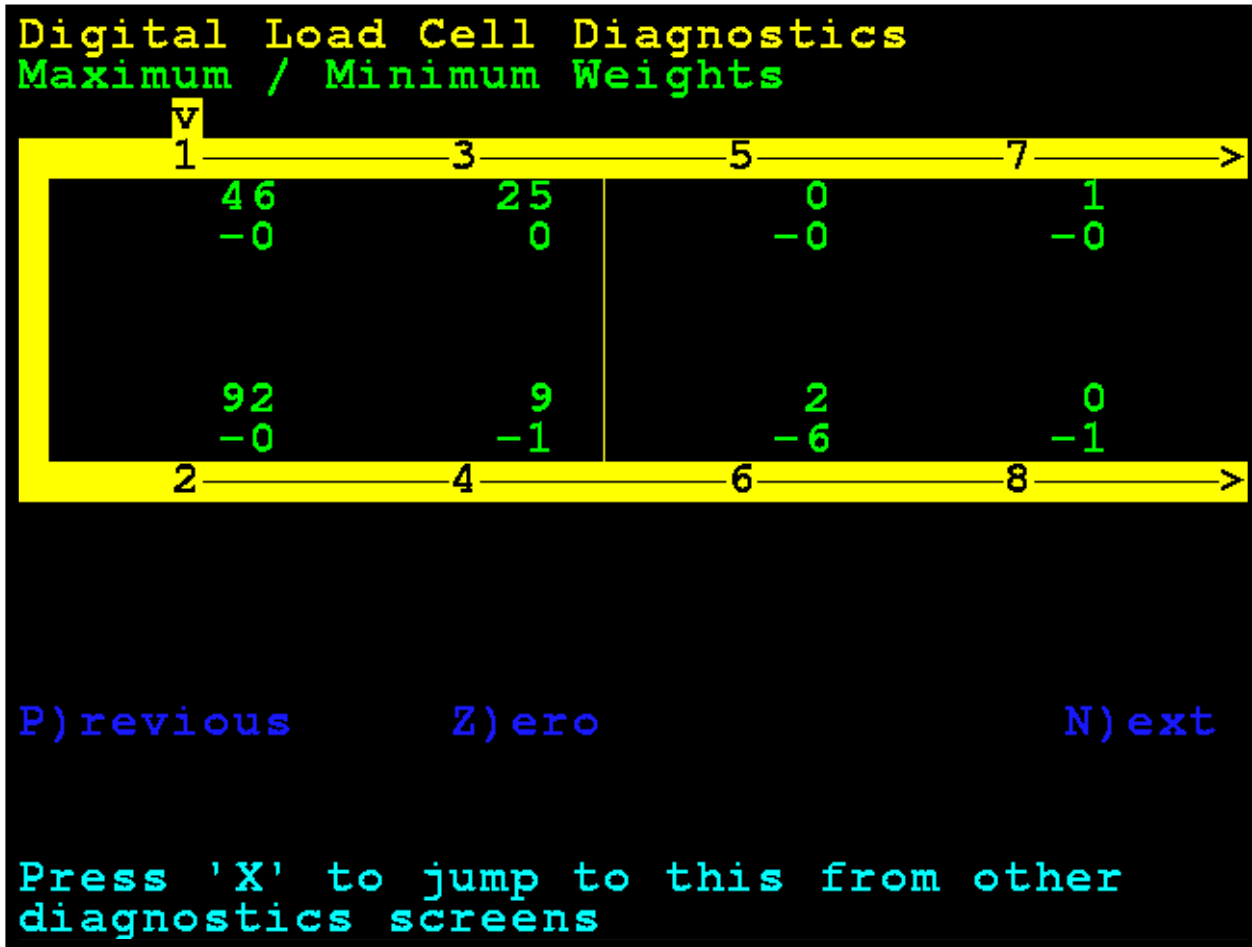 Digital Load Cell Diagnostics
Maximum / Minimum Weights
v
1 3 5 7 >
46 25 0 1
-0 0 -0 -0
92 9 2 0
-0 -1 -6 -1
2 4 6 8 >
P)revious Z)ero N)ext
Press 'X' to jump to this from other
diagnostics screens